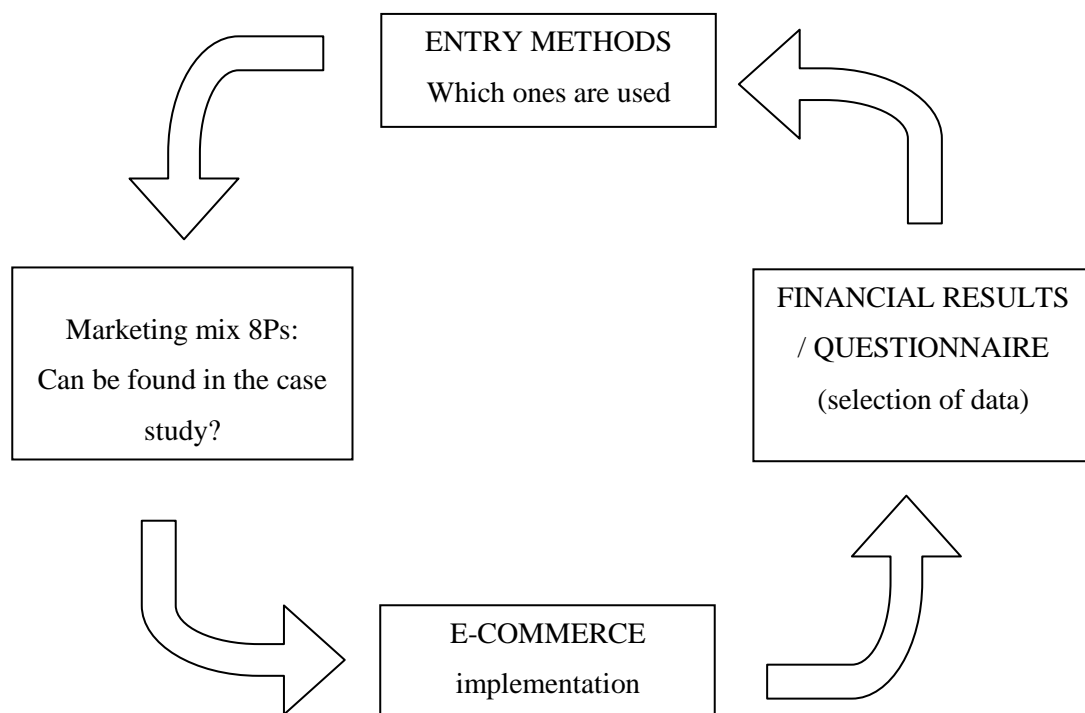 ENTRY METHODS
Which ones are used
Marketing mix 8Ps:
Can be found in the case
study?
FINANCIAL RESULTS
/ QUESTIONNAIRE
(selection of data)
E-COMMERCE
implementation